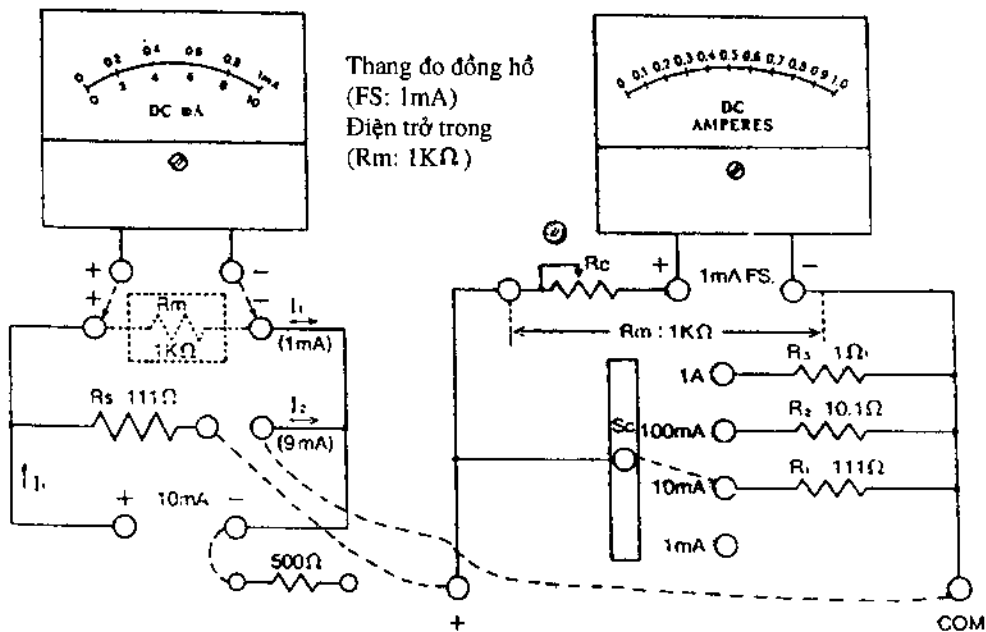 0 0.2 0.4 0.6 0.8 1mA
0 2 4 6 8 10
DC mA
Thang đo đồng hồ
(FS: 1mA)
Điện trở trong
(Rm: 1KΩ)
0 0.1 0.2 0.3 0.4 0.5 0.6 0.7 0.8 0.9 1.0
DC
AMPERES
+ -
+ -
Rm
1KΩ
I₁
(1mA)
Rs 111Ω
I₂
(9mA)
+ 10mA -
500Ω
Rc
+ 1mA FS. -
Rm : 1KΩ
1A
R₃ 1Ω
Sc
100mA
R₂ 10.1Ω
10mA
R₁ 111Ω
1mA
+
COM